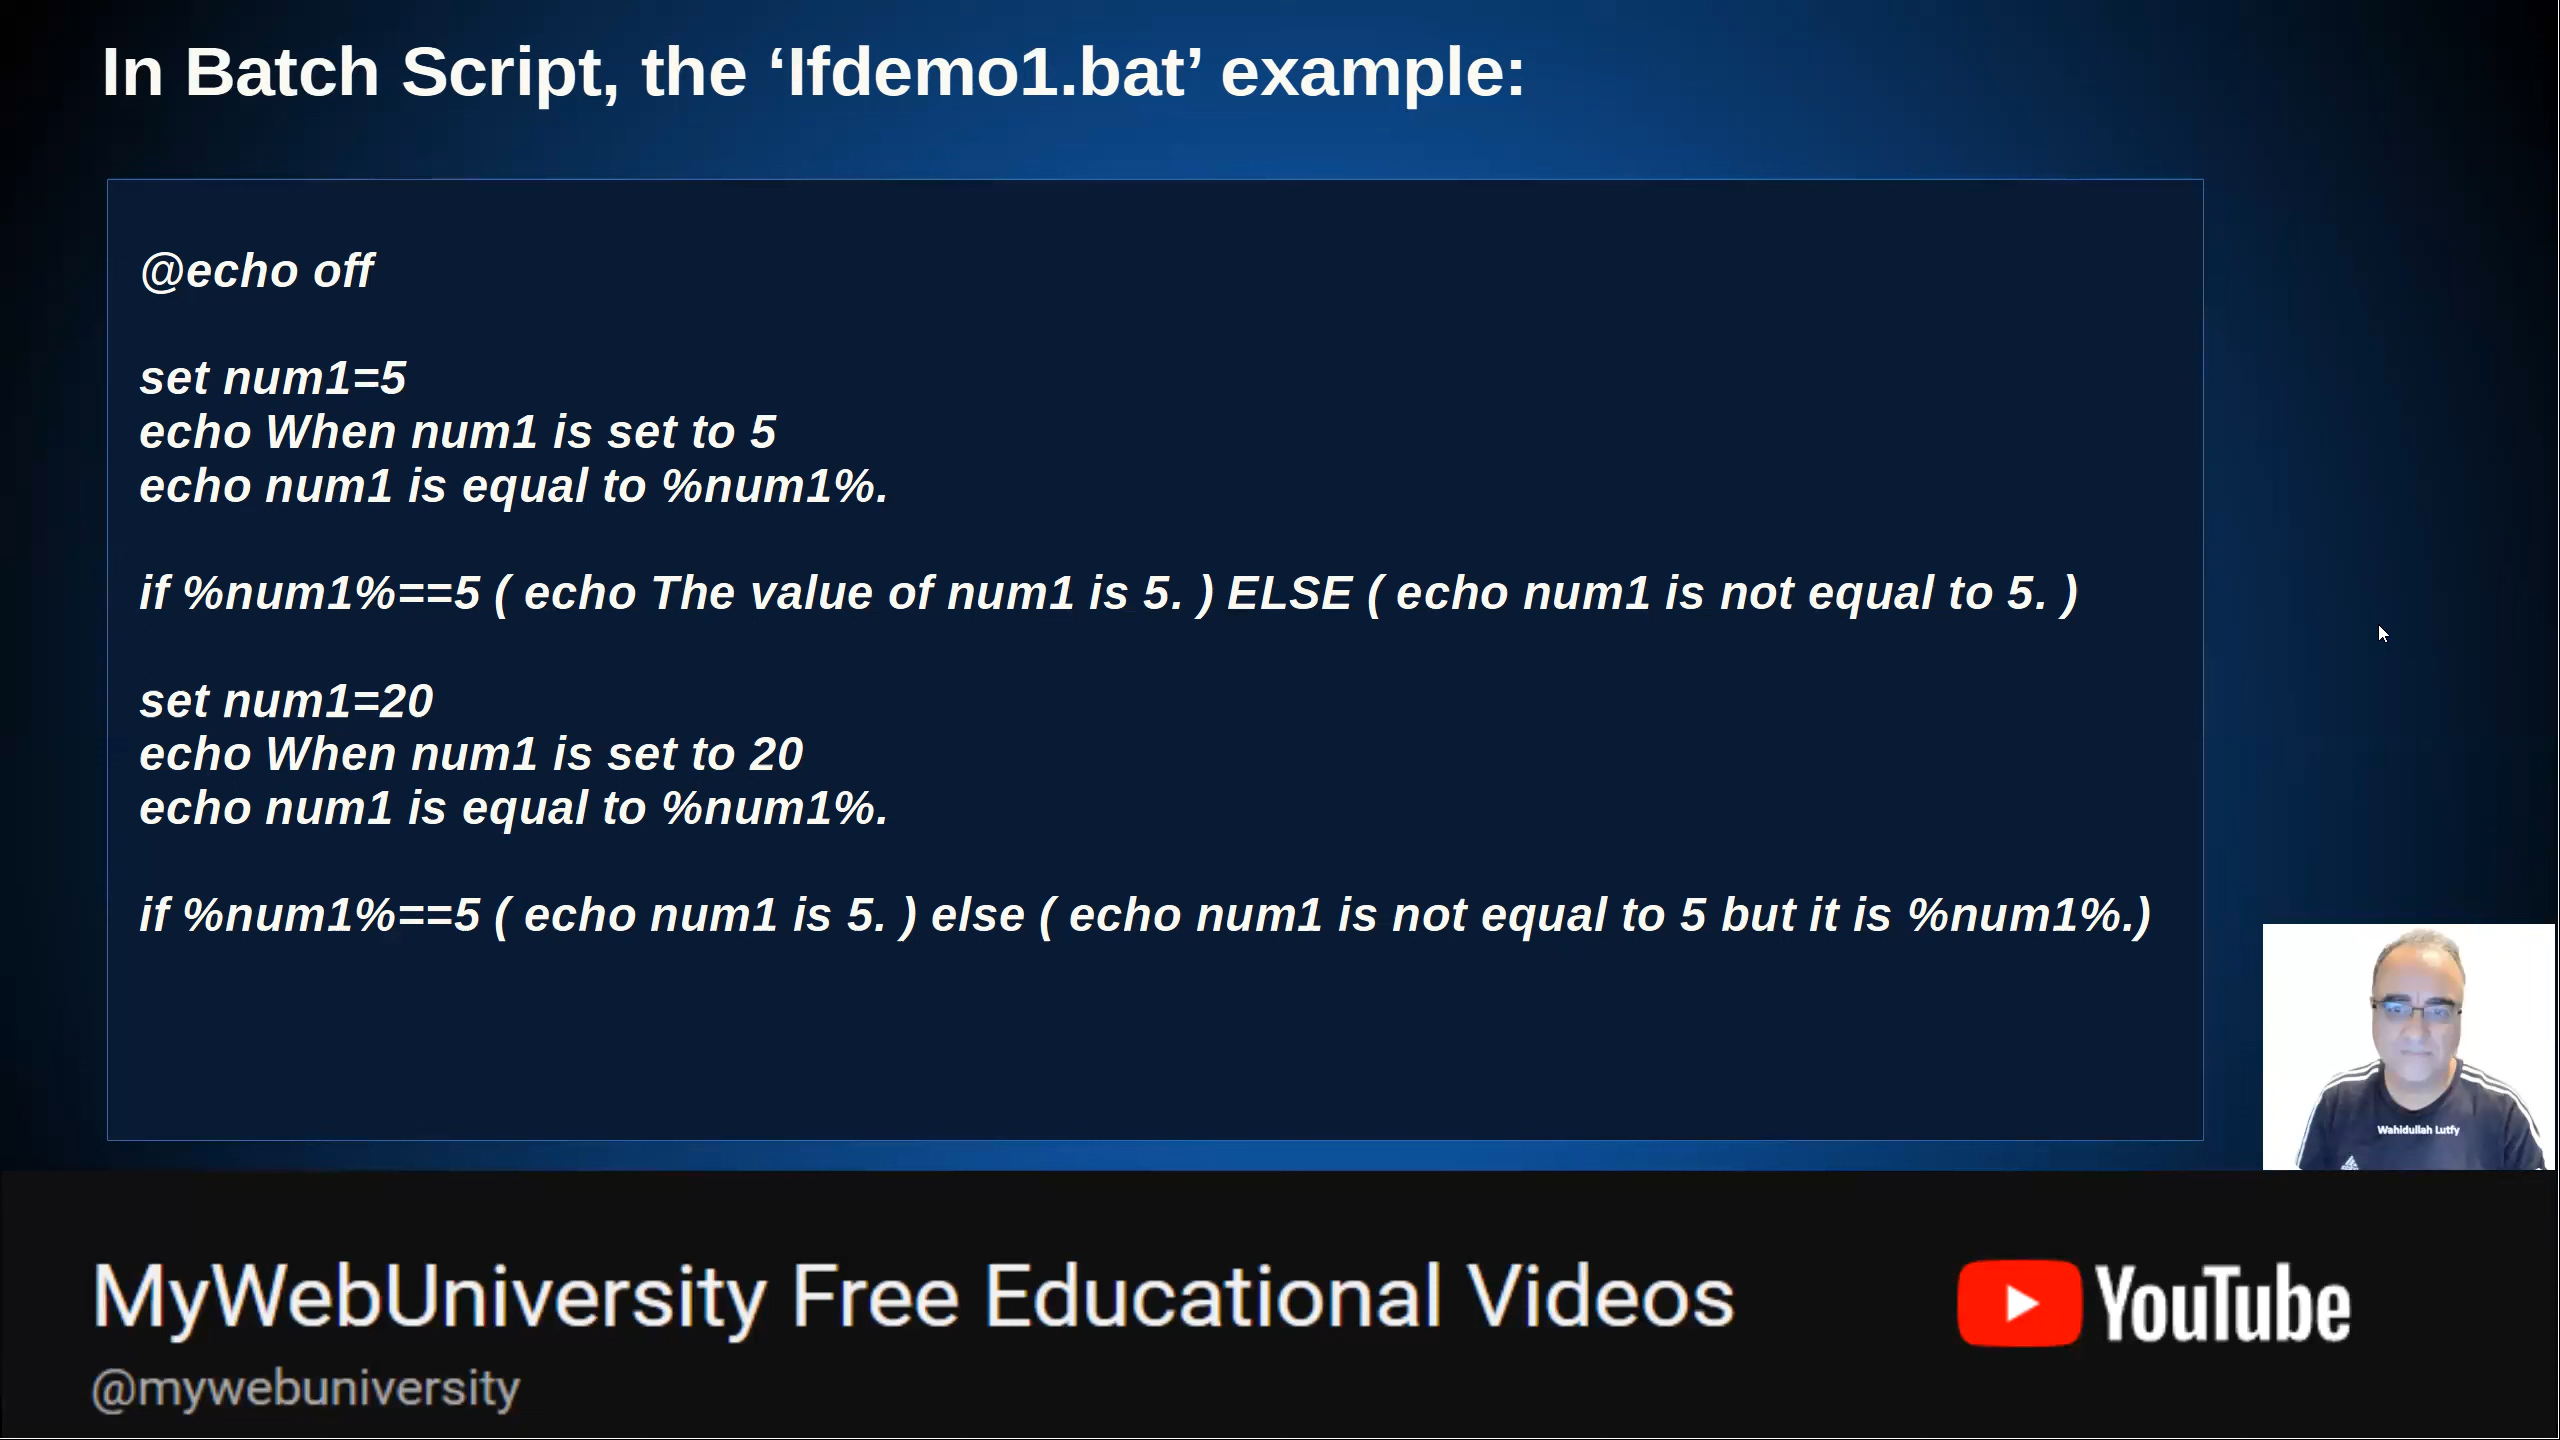 In Batch Script, the ‘Ifdemo1.bat’ example:
@echo off
set num1=5
echo When num1 is set to 5
echo num1 is equal to %num1%.
if %num1%==5 ( echo The value of num1 is 5. ) ELSE ( echo num1 is not equal to 5. )
set num1=20
echo When num1 is set to 20
echo num1 is equal to %num1%.
if %num1%==5 ( echo num1 is 5. ) else ( echo num1 is not equal to 5 but it is %num1%.)
Wahidullah Lutfy
MyWebUniversity Free Educational Videos
YouTube
@mywebuniversity